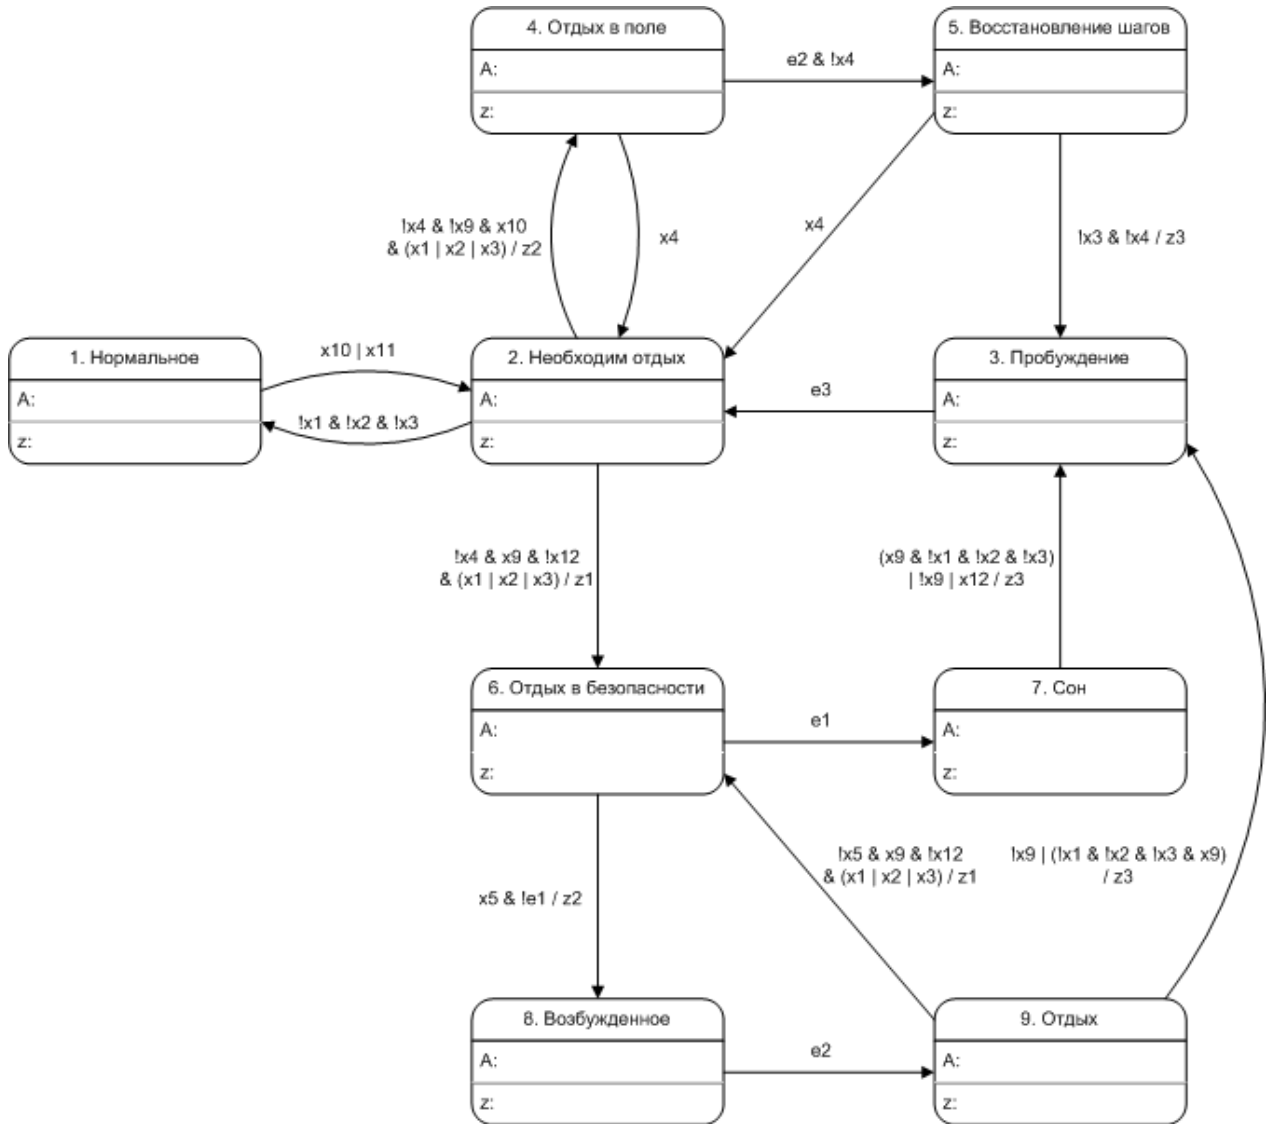 4. Отдых в поле
A:
z:
e2 & !x4
5. Восстановление шагов
A:
z:
!x4 & !x9 & x10
& (x1 | x2 | x3) / z2
x4
x4
!x3 & !x4 / z3
1. Нормальное
A:
z:
x10 | x11
!x1 & !x2 & !x3
2. Необходим отдых
A:
z:
e3
3. Пробуждение
A:
z:
!x4 & x9 & !x12
& (x1 | x2 | x3) / z1
(x9 & !x1 & !x2 & !x3)
| !x9 | x12 / z3
6. Отдых в безопасности
A:
z:
e1
7. Сон
A:
z:
x5 & !e1 / z2
!x5 & x9 & !x12
& (x1 | x2 | x3) / z1
!x9 | (!x1 & !x2 & !x3 & x9)
/ z3
8. Возбужденное
A:
z:
e2
9. Отдых
A:
z: